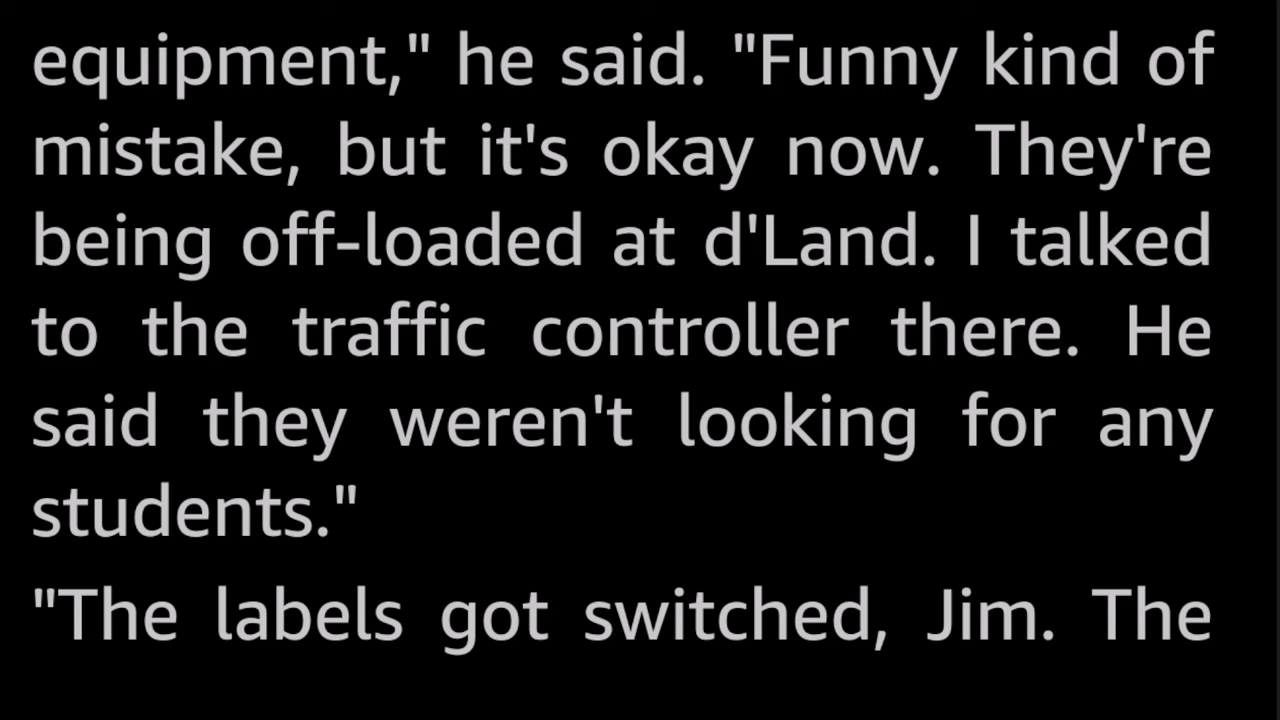 equipment," he said. "Funny kind of
mistake, but it's okay now. They're
being off-loaded at d'Land. I talked
to the traffic controller there. He
said they weren't looking for any
students."
"The labels got switched, Jim. The